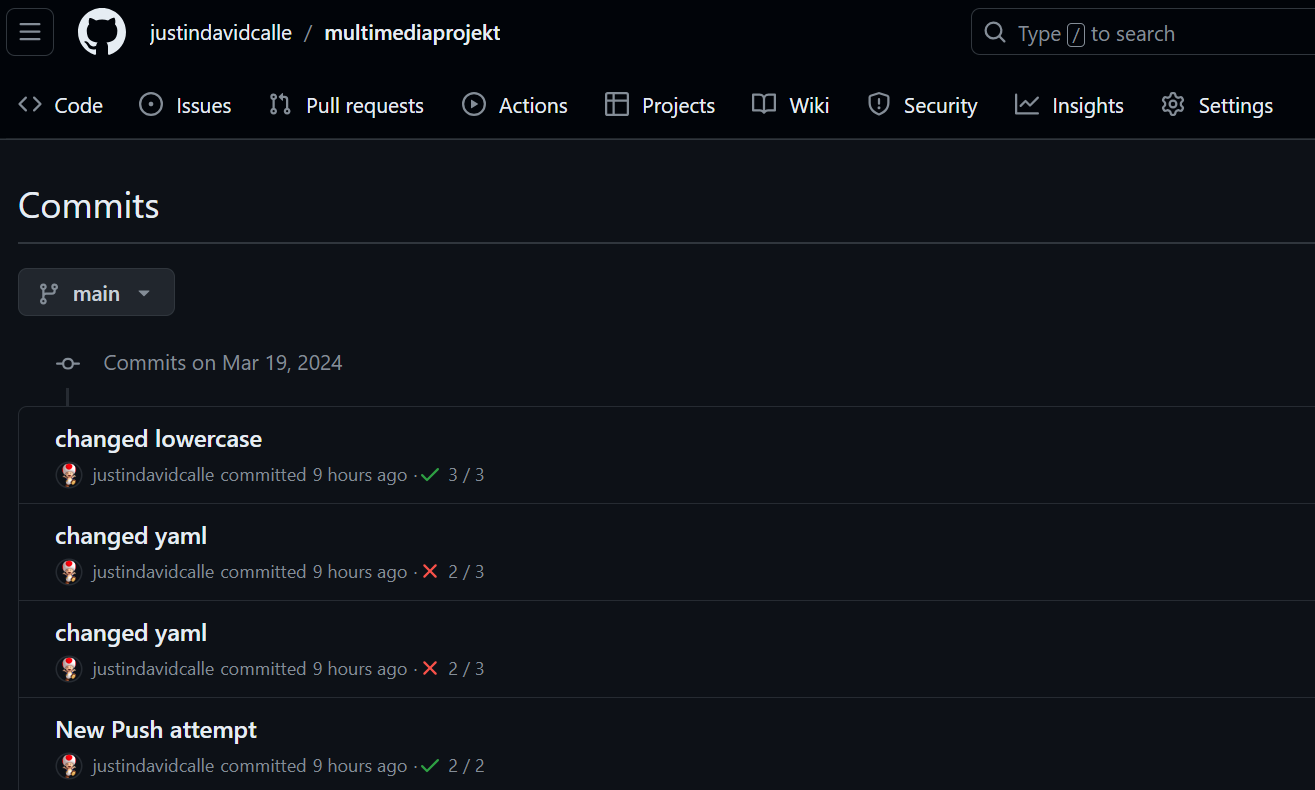 justindavidcalle / multimediaprojekt
Type / to search
Code Issues Pull requests Actions Projects Wiki Security Insights Settings
Commits
main
Commits on Mar 19, 2024
changed lowercase
justindavidcalle committed 9 hours ago · 3 / 3
changed yaml
justindavidcalle committed 9 hours ago · 2 / 3
changed yaml
justindavidcalle committed 9 hours ago · 2 / 3
New Push attempt
justindavidcalle committed 9 hours ago · 2 / 2